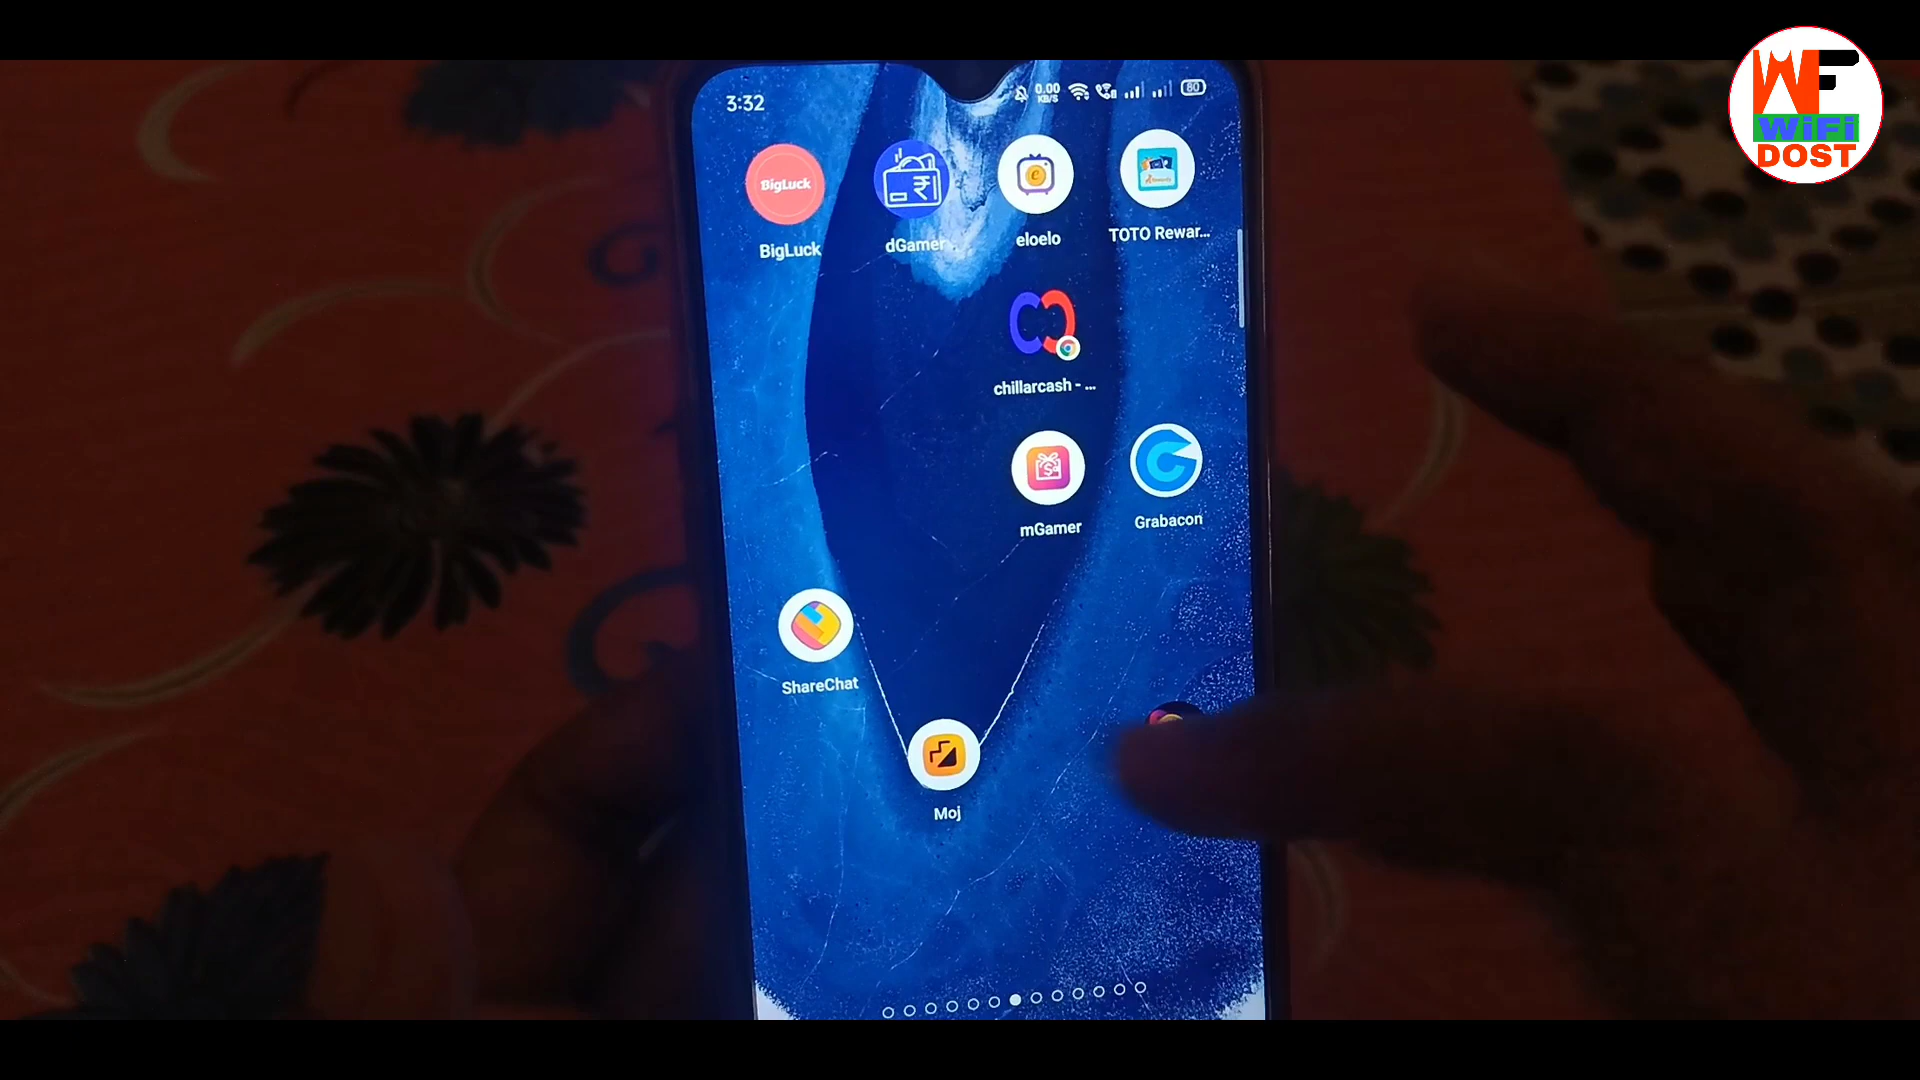 WF
WiFi
DOST
3:32
0.00
KB/S
80
BigLuck
BigLuck
dGamer
eloelo
TOTO Rewar...
chillarcash - ...
mGamer
Grabacon
ShareChat
Moj